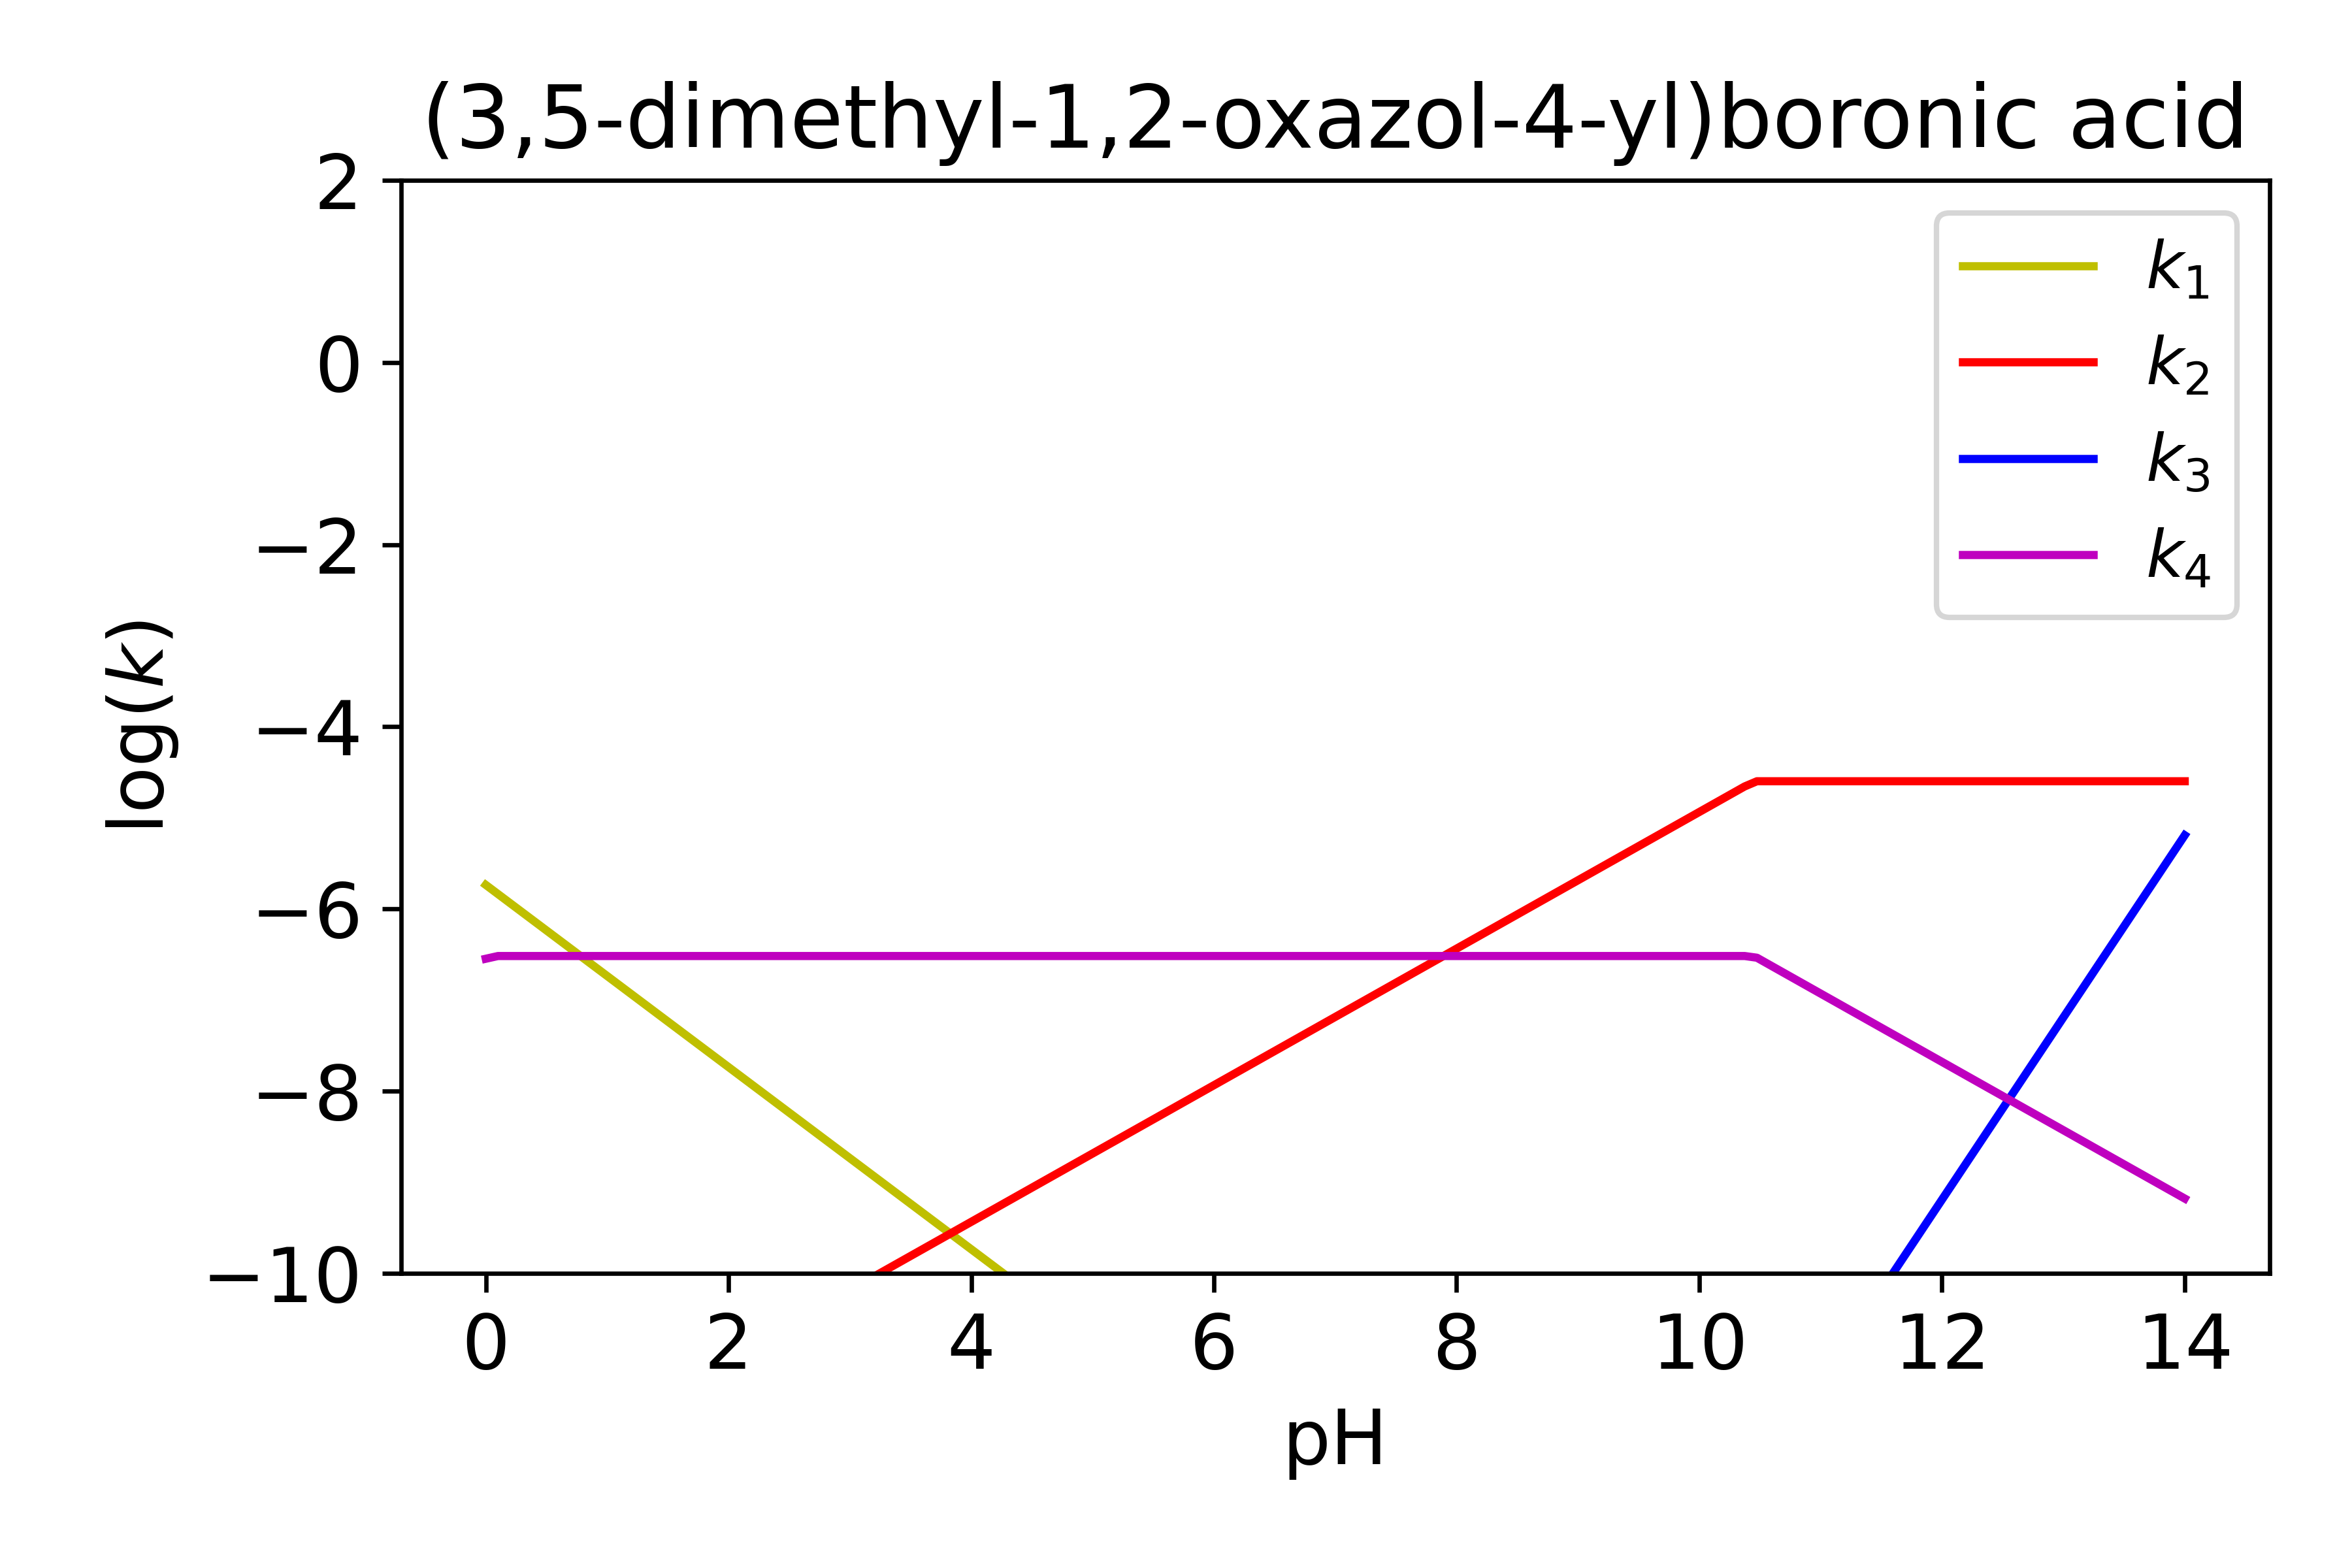 (3,5-dimethyl-1,2-oxazol-4-yl)boronic acid
2
0
−2
−4
−6
−8
−10
log(k)
k₁
k₂
k₃
k₄
0 2 4 6 8 10 12 14
pH